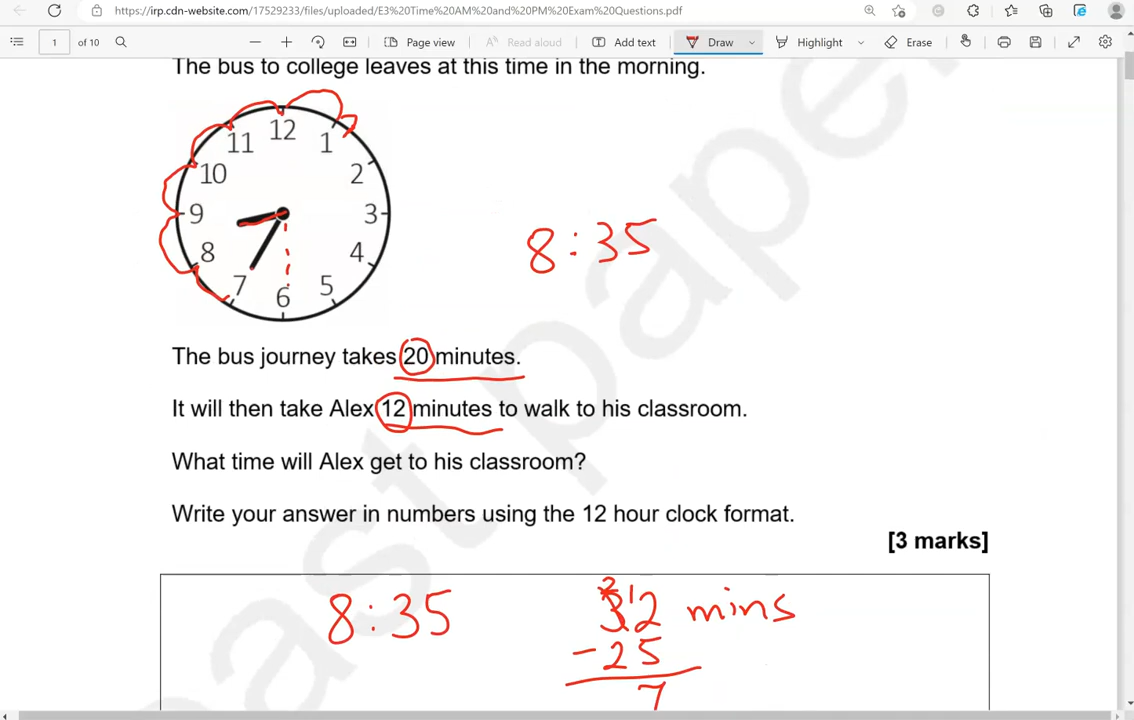 https://irp.cdn-website.com/17529233/files/uploaded/E3%20Time%20AM%20and%20PM%20Exam%20Questions.pdf
1 of 10 Page view Read aloud Add text Draw Highlight Erase
The bus to college leaves at this time in the morning.
12
11 1
10 2
9 3
8 4
7 5
6
8:35
The bus journey takes 20 minutes.
It will then take Alex 12 minutes to walk to his classroom.
What time will Alex get to his classroom?
Write your answer in numbers using the 12 hour clock format.
[3 marks]
2 1
8:35 32 mins
-25
7
past paper